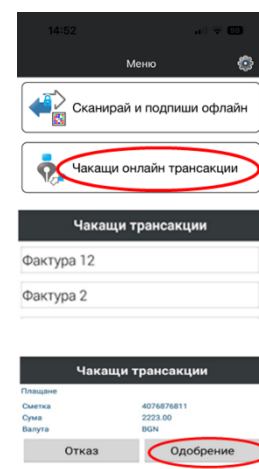 14:52
Меню
Сканирай и подпиши офлайн
Чакащи онлайн трансакции
Чакащи трансакции
Фактура 12
Фактура 2
Чакащи трансакции
Плащане
Сметка 4076876811
Сума 2223.00
Валута BGN
Отказ Одобрение